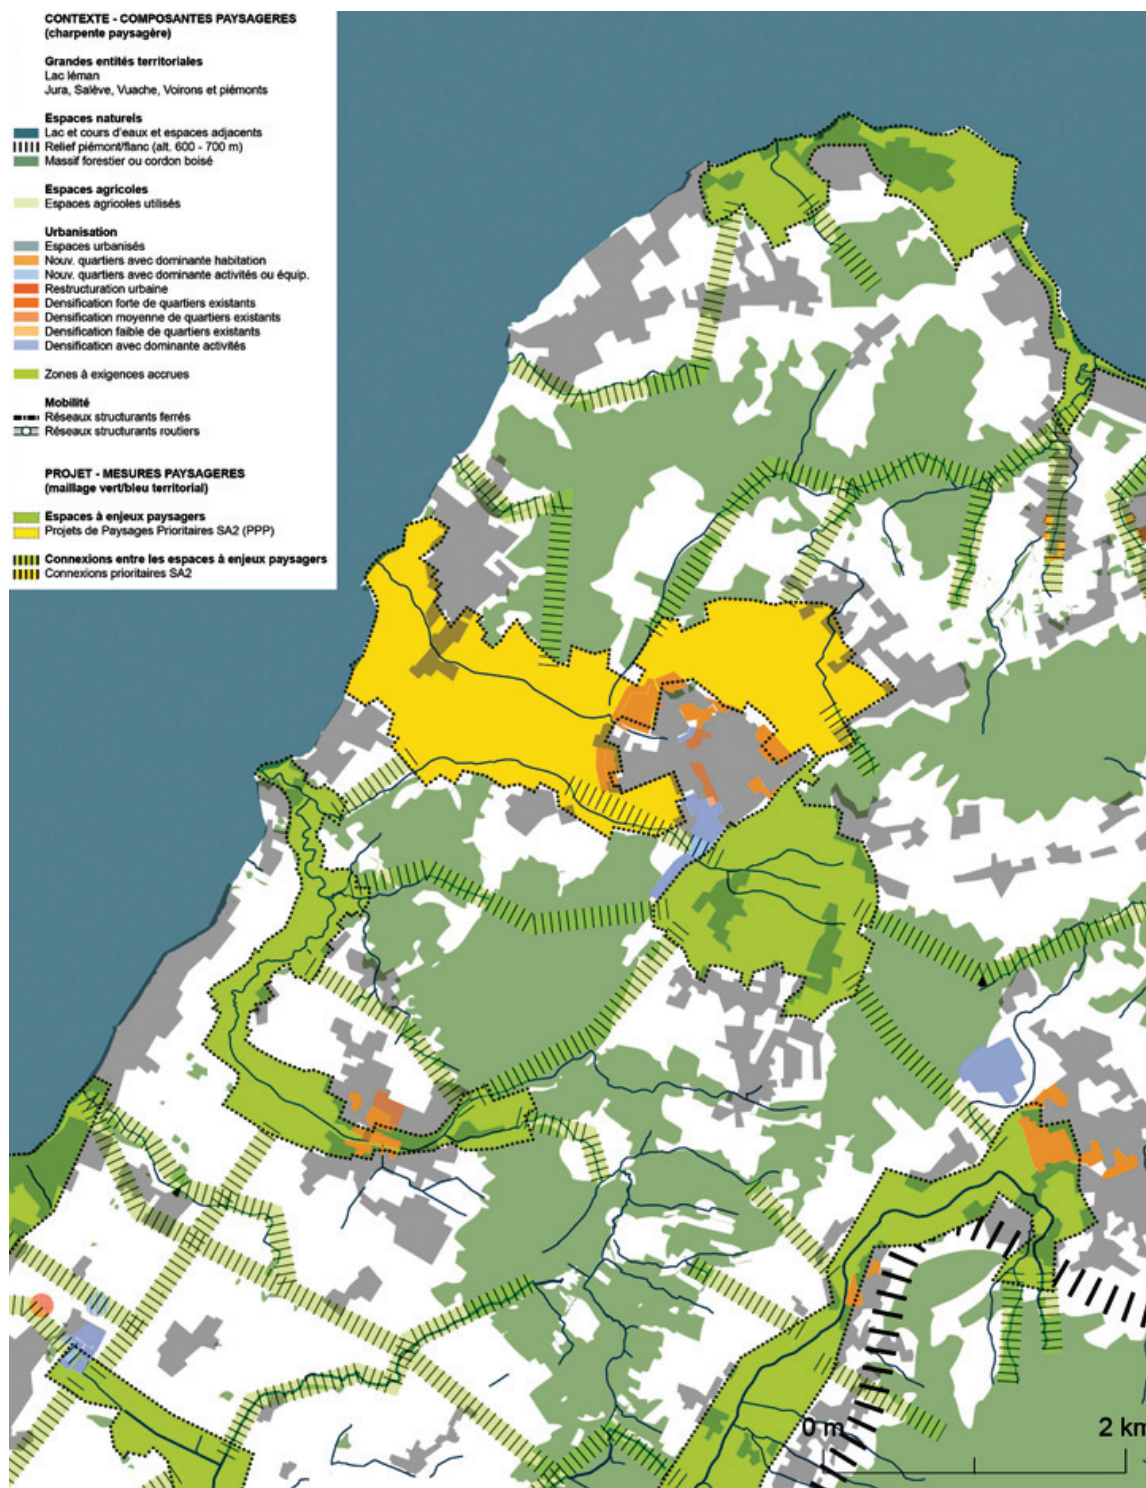 CONTEXTE - COMPOSANTES PAYSAGERES
(charpente paysagère)
Grandes entités territoriales
Lac léman
Jura, Salève, Vuache, Voirons et piémonts
Espaces naturels
Lac et cours d'eaux et espaces adjacents
Relief piémont/flanc (alt. 600 - 700 m)
Massif forestier ou cordon boisé
Espaces agricoles
Espaces agricoles utilisés
Urbanisation
Espaces urbanisés
Nouv. quartiers avec dominante habitation
Nouv. quartiers avec dominante activités ou équip.
Restructuration urbaine
Densification forte de quartiers existants
Densification moyenne de quartiers existants
Densification faible de quartiers existants
Densification avec dominante activités
Zones à exigences accrues
Mobilité
Réseaux structurants ferrés
Réseaux structurants routiers
PROJET - MESURES PAYSAGERES
(maillage vert/bleu territorial)
Espaces à enjeux paysagers
Projets de Paysages Prioritaires SA2 (PPP)
Connexions entre les espaces à enjeux paysagers
Connexions prioritaires SA2
0 m 2 km